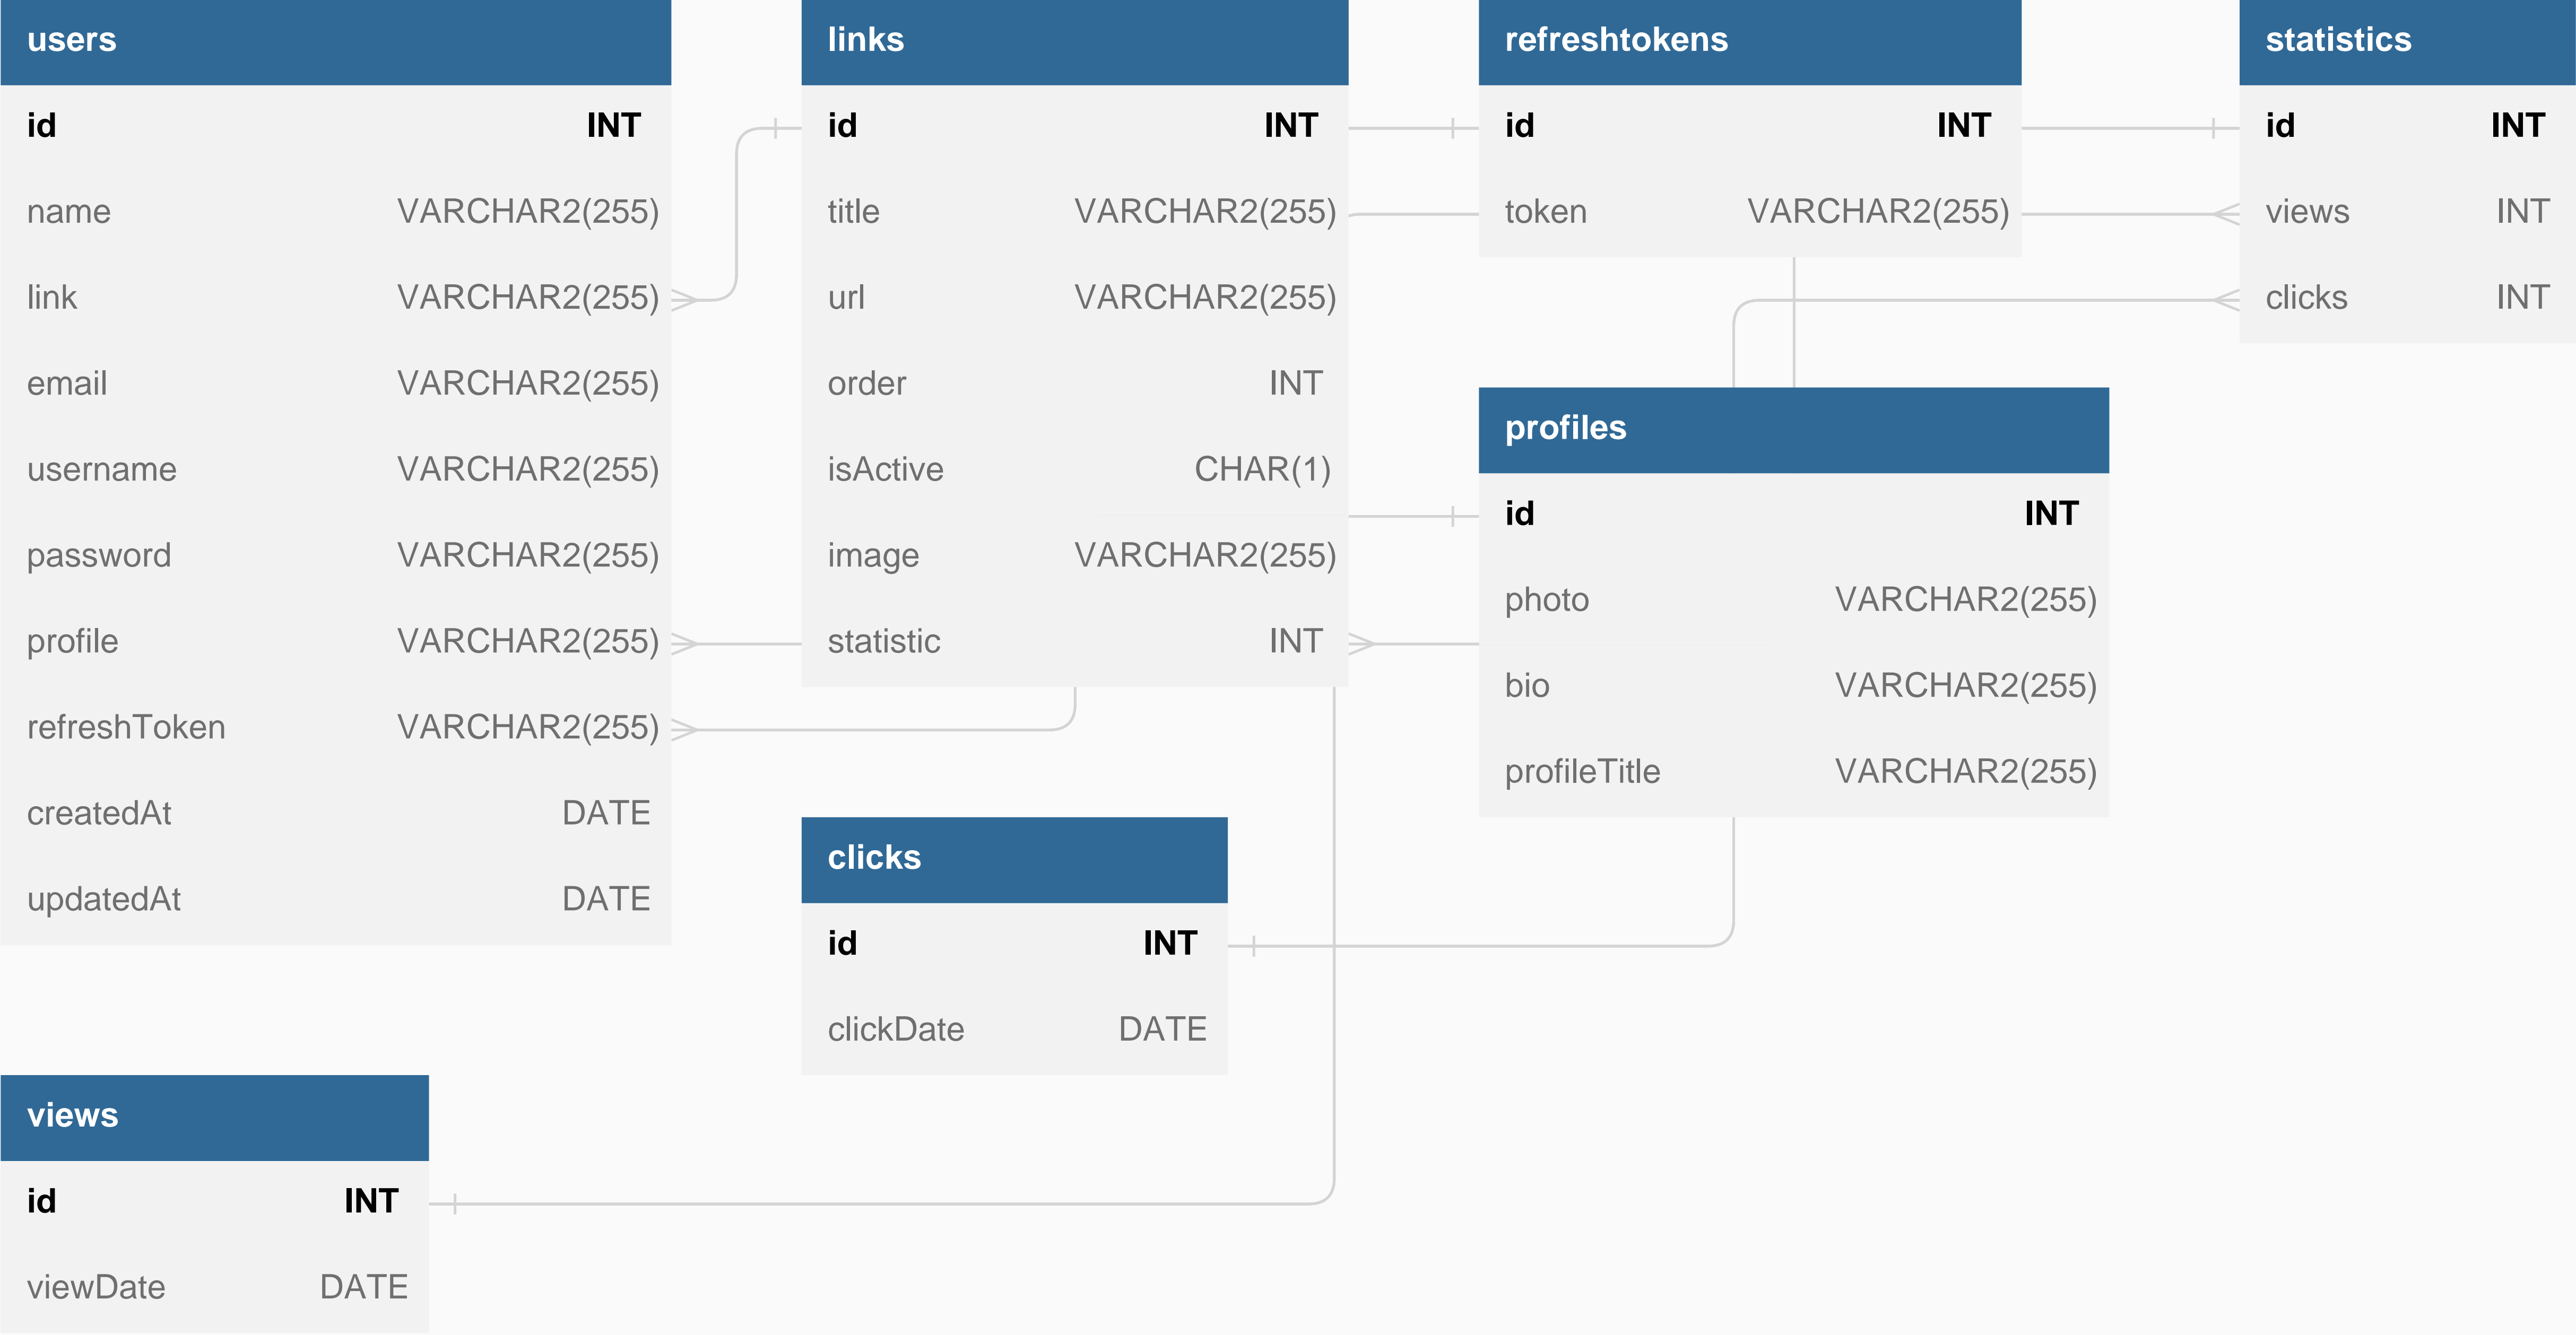 users
id INT
name VARCHAR2(255)
link VARCHAR2(255)
email VARCHAR2(255)
username VARCHAR2(255)
password VARCHAR2(255)
profile VARCHAR2(255)
refreshToken VARCHAR2(255)
createdAt DATE
updatedAt DATE
links
id INT
title VARCHAR2(255)
url VARCHAR2(255)
order INT
isActive CHAR(1)
image VARCHAR2(255)
statistic INT
refreshtokens
id INT
token VARCHAR2(255)
statistics
id INT
views INT
clicks INT
profiles
id INT
photo VARCHAR2(255)
bio VARCHAR2(255)
profileTitle VARCHAR2(255)
clicks
id INT
clickDate DATE
views
id INT
viewDate DATE